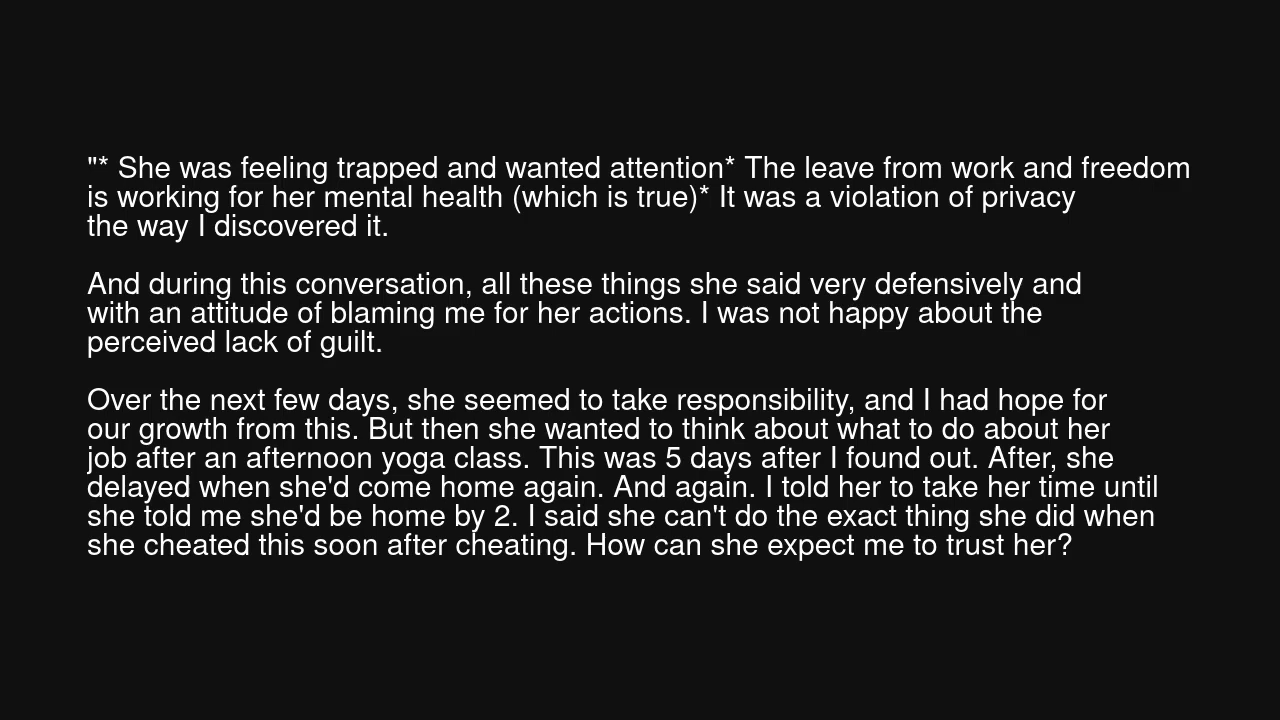 "* She was feeling trapped and wanted attention* The leave from work and freedom
is working for her mental health (which is true)* It was a violation of privacy
the way I discovered it.
And during this conversation, all these things she said very defensively and
with an attitude of blaming me for her actions. I was not happy about the
perceived lack of guilt.
Over the next few days, she seemed to take responsibility, and I had hope for
our growth from this. But then she wanted to think about what to do about her
job after an afternoon yoga class. This was 5 days after I found out. After, she
delayed when she'd come home again. And again. I told her to take her time until
she told me she'd be home by 2. I said she can't do the exact thing she did when
she cheated this soon after cheating. How can she expect me to trust her?